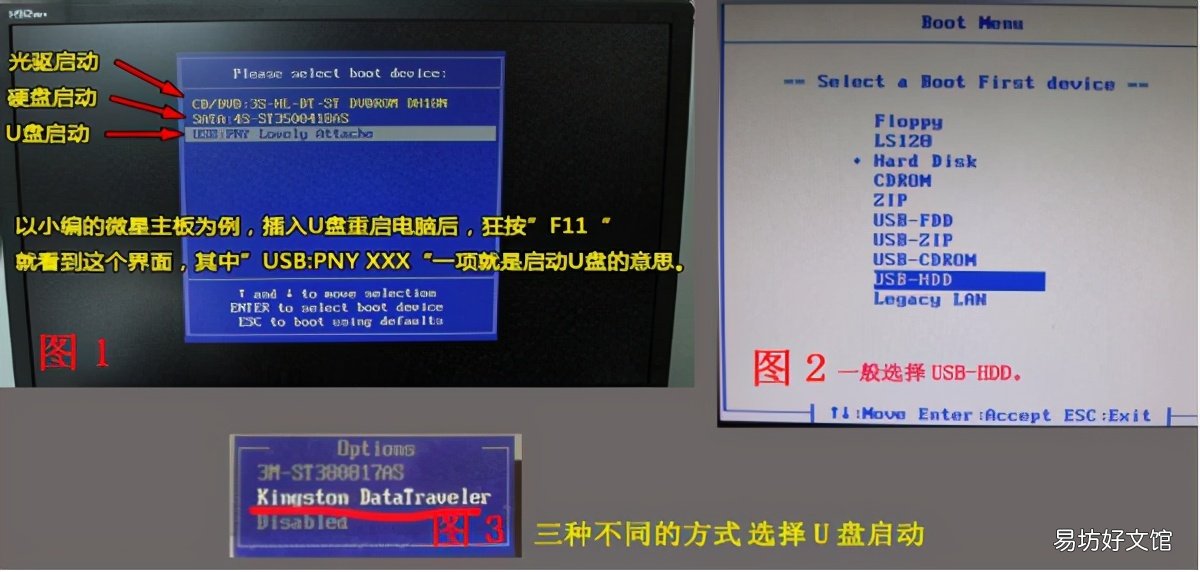 光驱启动
硬盘启动
U盘启动
Please select boot device:
CD/DVD:3S-HL-DT-ST DVDROM DH18N
SATA:4S-ST3500418AS
USB:PNY Lovely Attache
以小编的微星主板为例，插入U盘重启电脑后，狂按”F11“
就看到这个界面，其中”USB:PNY XXX“一项就是启动U盘的意思。
↑ and ↓ to move selection
ENTER to select boot device
ESC to boot using defaults
图 1
Boot Menu
== Select a Boot First device ==
Floppy
LS120
Hard Disk
CDROM
ZIP
USB-FDD
USB-ZIP
USB-CDROM
USB-HDD
Legacy LAN
图 2 一般选择 USB-HDD。
↑↓:Move Enter:Accept ESC:Exit
Options
3M-ST380817AS
Kingston DataTraveler
Disabled
图 3
三种不同的方式 选择 U 盘启动
易坊好文馆